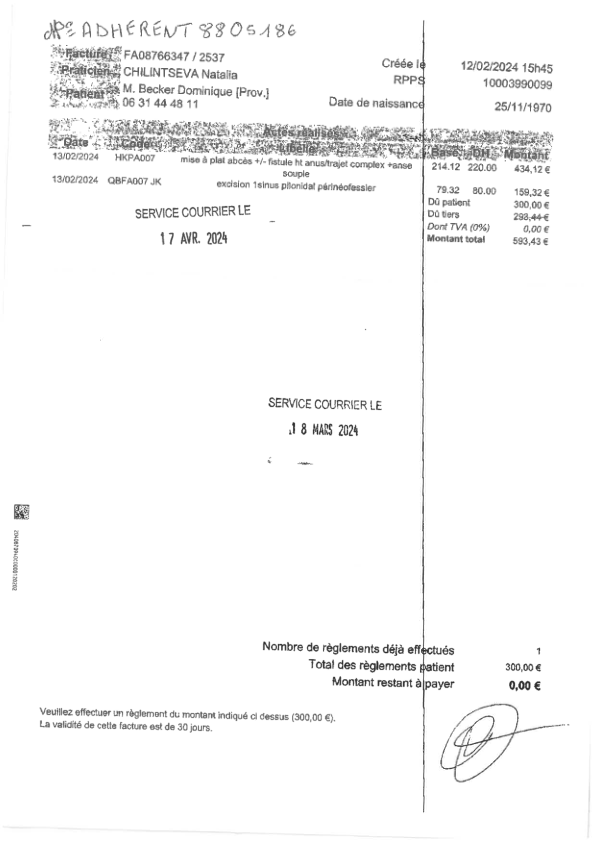 N° ADHÉRENT 8805186
Facture FA08766347 / 2537 Créée le 12/02/2024 15h45
Praticien CHILINTSEVA Natalia RPPS 10003990099
Patient M. Becker Dominique [Prov.]
06 31 44 48 11 Date de naissance 25/11/1970
Actes réalisés
Date Code Libellé Base DH Montant
13/02/2024 HKPA007 mise à plat abcès +/- fistule ht anus/trajet complex +anse 214.12 220.00 434,12 €
souple
13/02/2024 QBFA007 JK excision 1sinus pilonidal périnéofessier 79.32 80.00 159,32 €
Dû patient 300,00 €
Dû tiers 293,44 €
Dont TVA (0%) 0,00 €
Montant total 593,43 €
SERVICE COURRIER LE
17 AVR. 2024
SERVICE COURRIER LE
18 MARS 2024
Nombre de règlements déjà effectués 1
Total des règlements patient 300,00 €
Montant restant à payer 0,00 €
Veuillez effectuer un règlement du montant indiqué ci dessus (300,00 €).
La validité de cette facture est de 30 jours.